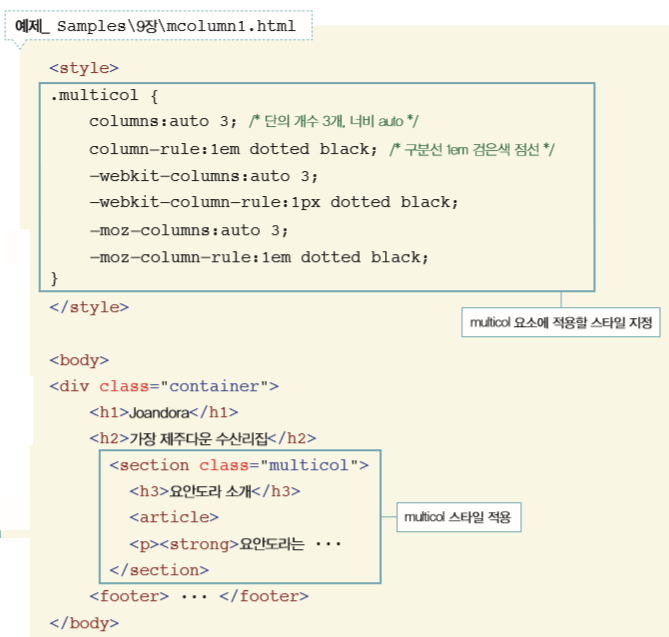 예제_ Samples\9장\mcolumn1.html
<style>
.multicol {
columns:auto 3; /* 단의 개수 3개, 너비 auto */
column-rule:1em dotted black; /* 구분선 1em 검은색 점선 */
-webkit-columns:auto 3;
-webkit-column-rule:1px dotted black;
-moz-columns:auto 3;
-moz-column-rule:1em dotted black;
}
</style>
multicol 요소에 적용할 스타일 지정
<body>
<div class="container">
<h1>Joandora</h1>
<h2>가장 제주다운 수산리집</h2>
<section class="multicol">
<h3>요안도라 소개</h3>
<article>
multicol 스타일 적용
<p><strong>요안도라는 ···
</section>
<footer> ··· </footer>
</body>